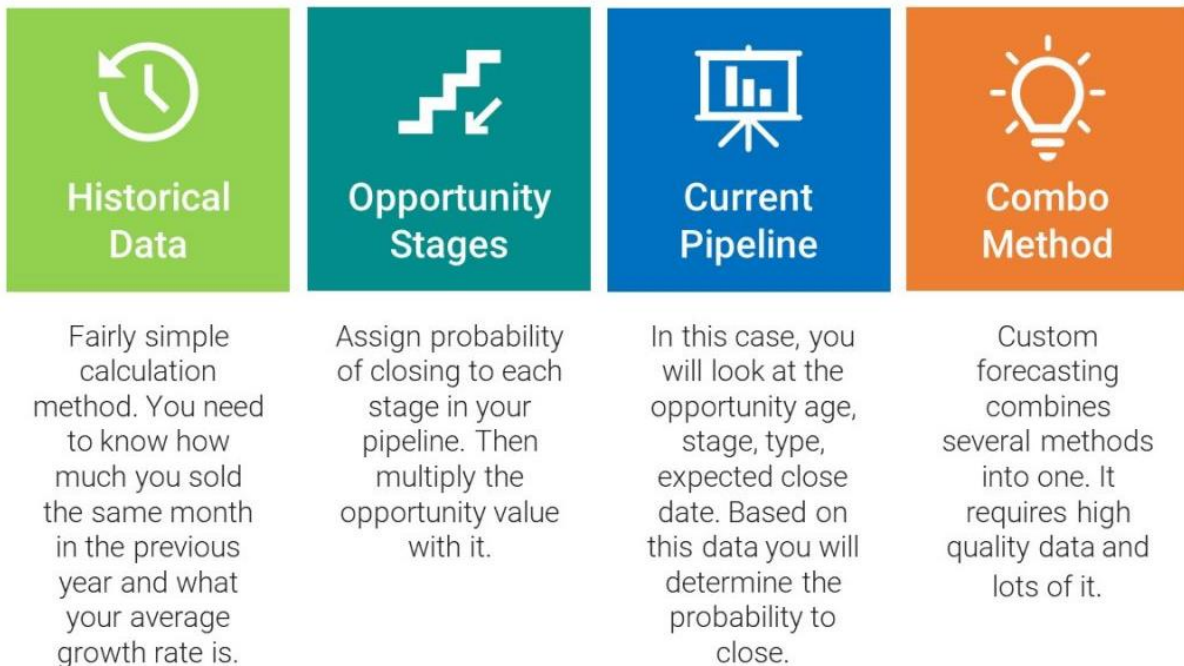 Historical
Data
Fairly simple
calculation
method. You need
to know how
much you sold
the same month
in the previous
year and what
your average
growth rate is.
Opportunity
Stages
Assign probability
of closing to each
stage in your
pipeline. Then
multiply the
opportunity value
with it.
Current
Pipeline
In this case, you
will look at the
opportunity age,
stage, type,
expected close
date. Based on
this data you will
determine the
probability to
close.
Combo
Method
Custom
forecasting
combines
several methods
into one. It
requires high
quality data and
lots of it.